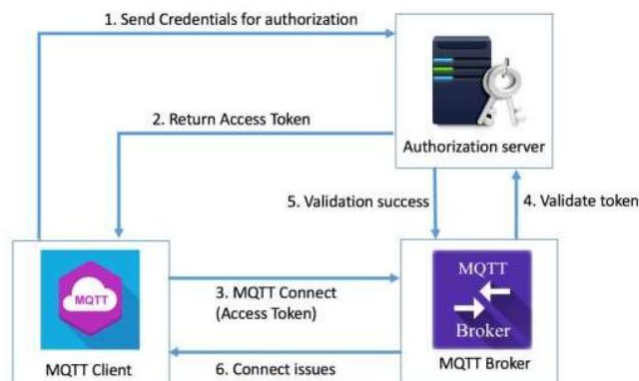 1. Send Credentials for authorization
2. Return Access Token
Authorization server
5. Validation success
4. Validate token
MQTT
3. MQTT Connect
(Access Token)
MQTT
Broker
MQTT Client
6. Connect issues
MQTT Broker